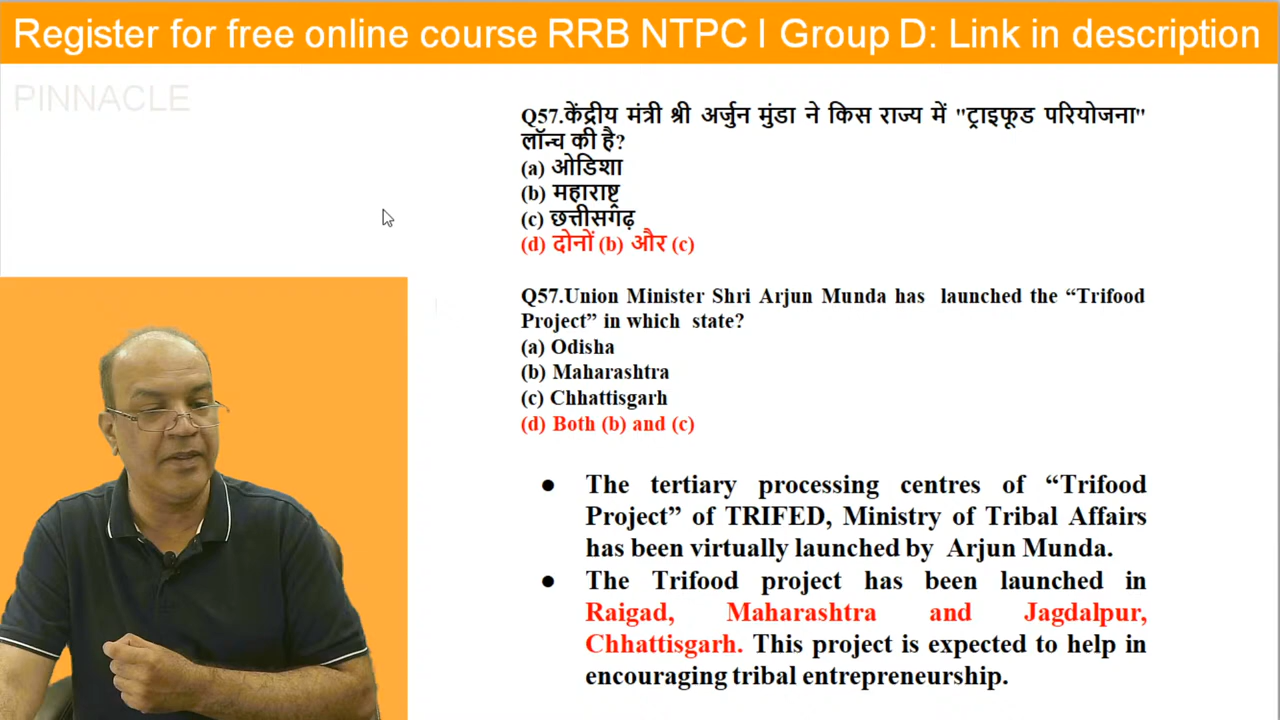 Register for free online course RRB NTPC I Group D: Link in description
PINNACLE
Q57.केंद्रीय मंत्री श्री अर्जुन मुंडा ने किस राज्य में "ट्राइफूड परियोजना"
लॉन्च की है?
(a) ओडिशा
(b) महाराष्ट्र
(c) छत्तीसगढ़
(d) दोनों (b) और (c)
Q57.Union Minister Shri Arjun Munda has launched the “Trifood
Project” in which state?
(a) Odisha
(b) Maharashtra
(c) Chhattisgarh
(d) Both (b) and (c)
● The tertiary processing centres of “Trifood
Project” of TRIFED, Ministry of Tribal Affairs
has been virtually launched by Arjun Munda.
● The Trifood project has been launched in
Raigad, Maharashtra and Jagdalpur,
Chhattisgarh. This project is expected to help in
encouraging tribal entrepreneurship.